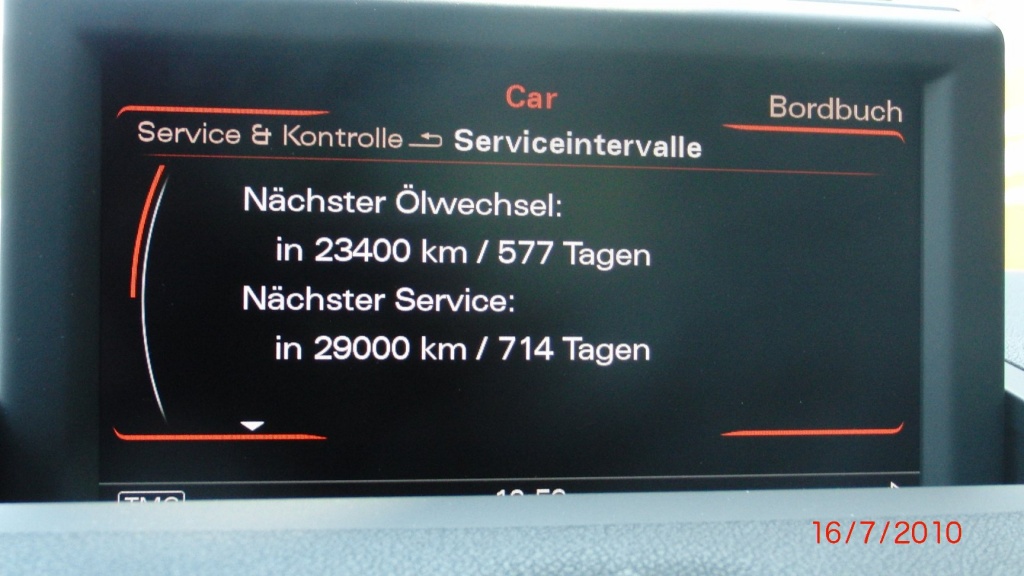 Car
Bordbuch
Service & Kontrolle Serviceintervalle
Nächster Ölwechsel:
in 23400 km / 577 Tagen
Nächster Service:
in 29000 km / 714 Tagen
TMC
16/7/2010